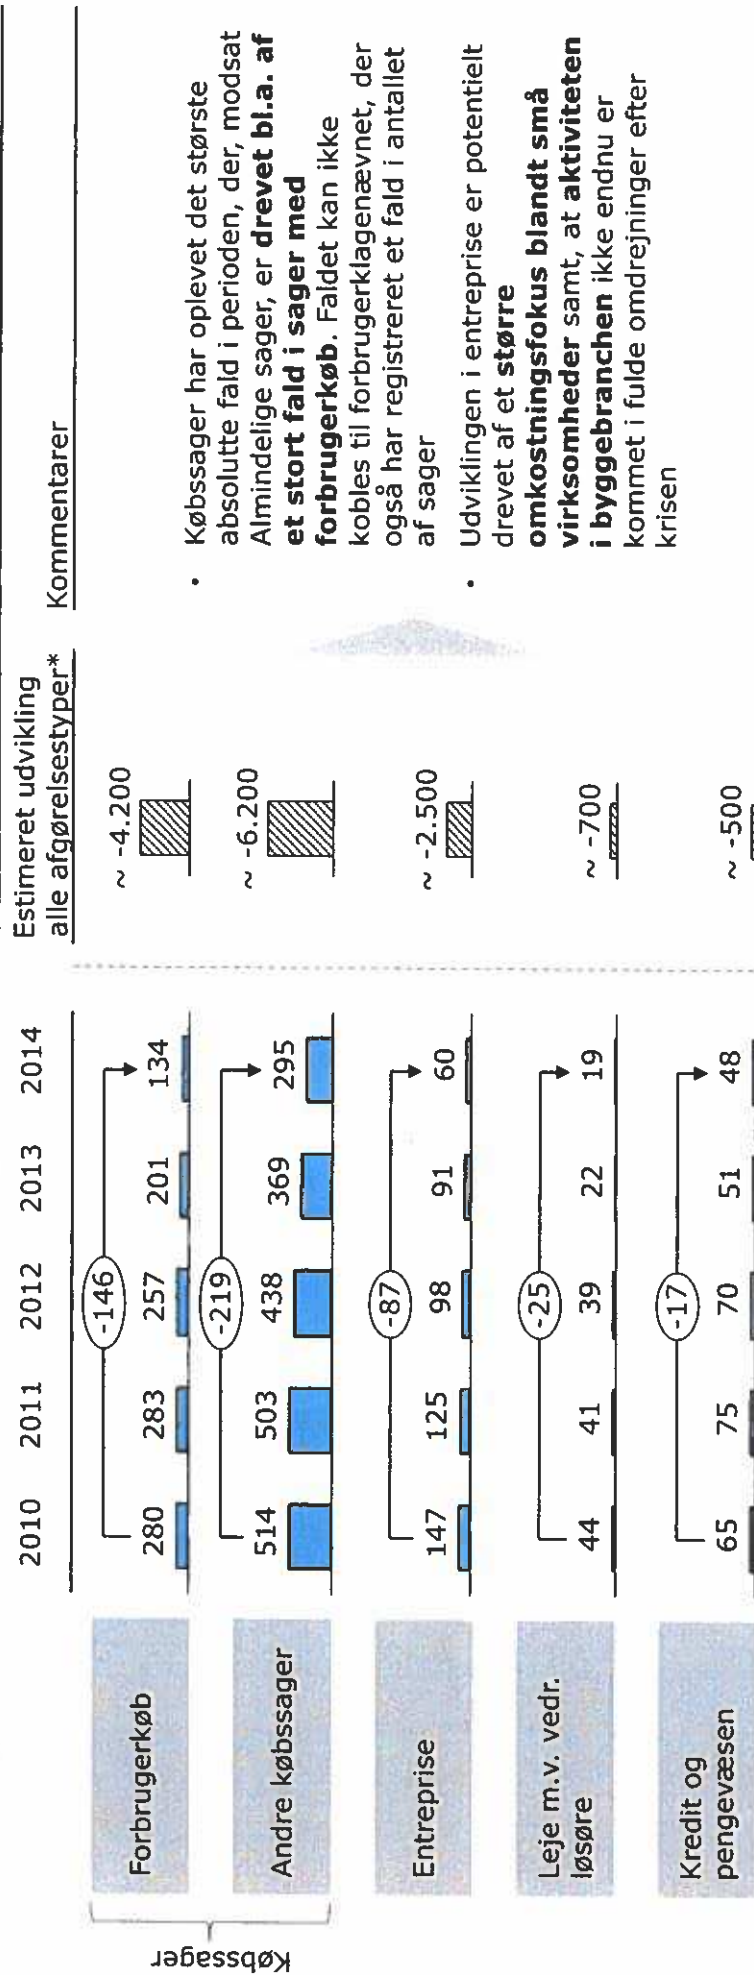 2010 2011 2012 2013 2014
Estimeret udvikling
alle afgørelsestyper*
Kommentarer
Købssager
Forbrugerkøb
-146
280 283 257 201 134
~ -4.200
Andre købssager
-219
514 503 438 369 295
~ -6.200
Entreprise
-87
147 125 98 91 60
~ -2.500
Leje m.v. vedr.
løsøre
-25
44 41 39 22 19
~ -700
Kredit og
pengevæsen
-17
65 75 70 51 48
~ -500
• Købssager har oplevet det største
absolutte fald i perioden, der, modsat
Almindelige sager, er drevet bl.a. af
et stort fald i sager med
forbrugerkøb. Faldet kan ikke
kobles til forbrugerklagenævnet, der
også har registreret et fald i antallet
af sager
• Udviklingen i entreprise er potentielt
drevet af et større
omkostningsfokus blandt små
virksomheder samt, at aktiviteten
i byggebranchen ikke endnu er
kommet i fulde omdrejninger efter
krisen